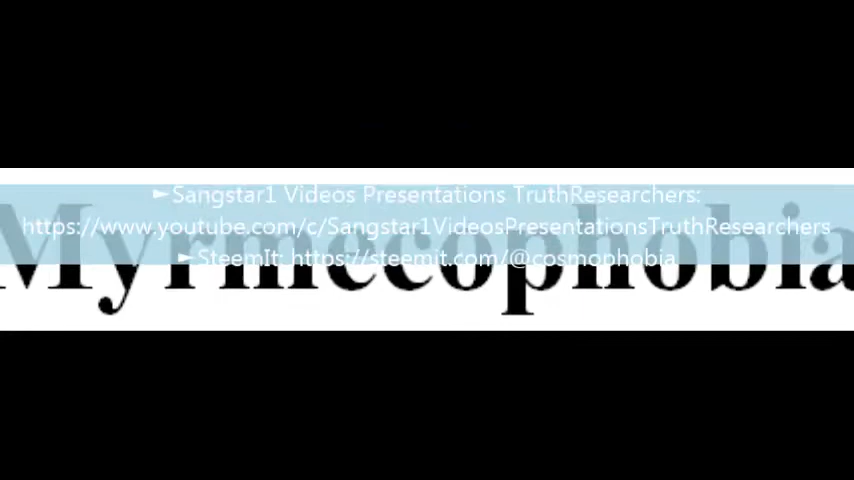 ►Sangstar1 Videos Presentations TruthResearchers:
https://www.youtube.com/c/Sangstar1VideosPresentationsTruthResearchers
►SteemIt: https://steemit.com/@cosmophobia
Myrmecophobia